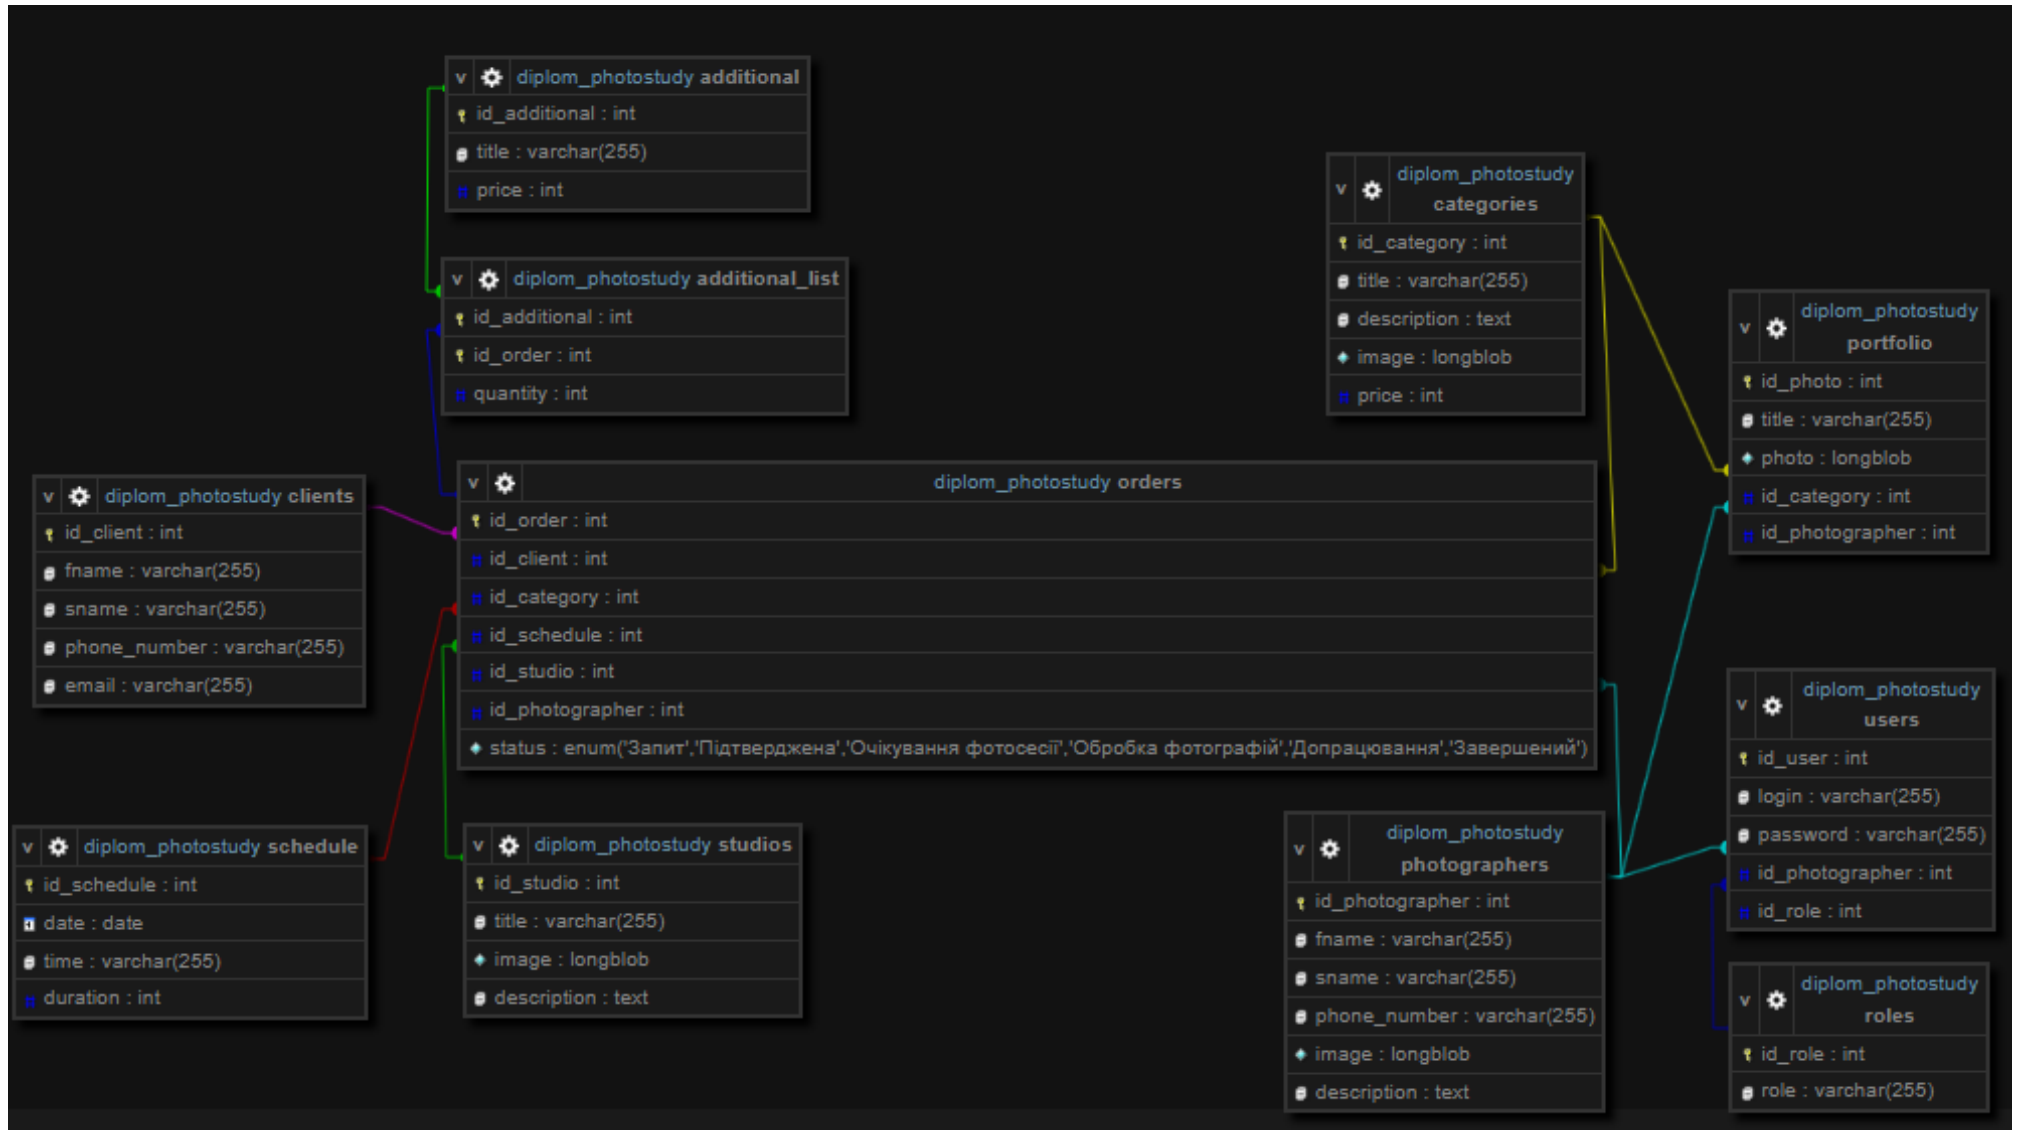 v diplom_photostudy additional
id_additional : int
title : varchar(255)
price : int
v diplom_photostudy additional_list
id_additional : int
id_order : int
quantity : int
v diplom_photostudy clients
id_client : int
fname : varchar(255)
sname : varchar(255)
phone_number : varchar(255)
email : varchar(255)
v diplom_photostudy orders
id_order : int
id_client : int
id_category : int
id_schedule : int
id_studio : int
id_photographer : int
status : enum('Запит','Підтверджена','Очікування фотосесії','Обробка фотографій','Допрацювання','Завершений')
v diplom_photostudy schedule
id_schedule : int
date : date
time : varchar(255)
duration : int
v diplom_photostudy studios
id_studio : int
title : varchar(255)
image : longblob
description : text
v diplom_photostudy
categories
id_category : int
title : varchar(255)
description : text
image : longblob
price : int
v diplom_photostudy
portfolio
id_photo : int
title : varchar(255)
photo : longblob
id_category : int
id_photographer : int
v diplom_photostudy
photographers
id_photographer : int
fname : varchar(255)
sname : varchar(255)
phone_number : varchar(255)
image : longblob
description : text
v diplom_photostudy
users
id_user : int
login : varchar(255)
password : varchar(255)
id_photographer : int
id_role : int
v diplom_photostudy
roles
id_role : int
role : varchar(255)